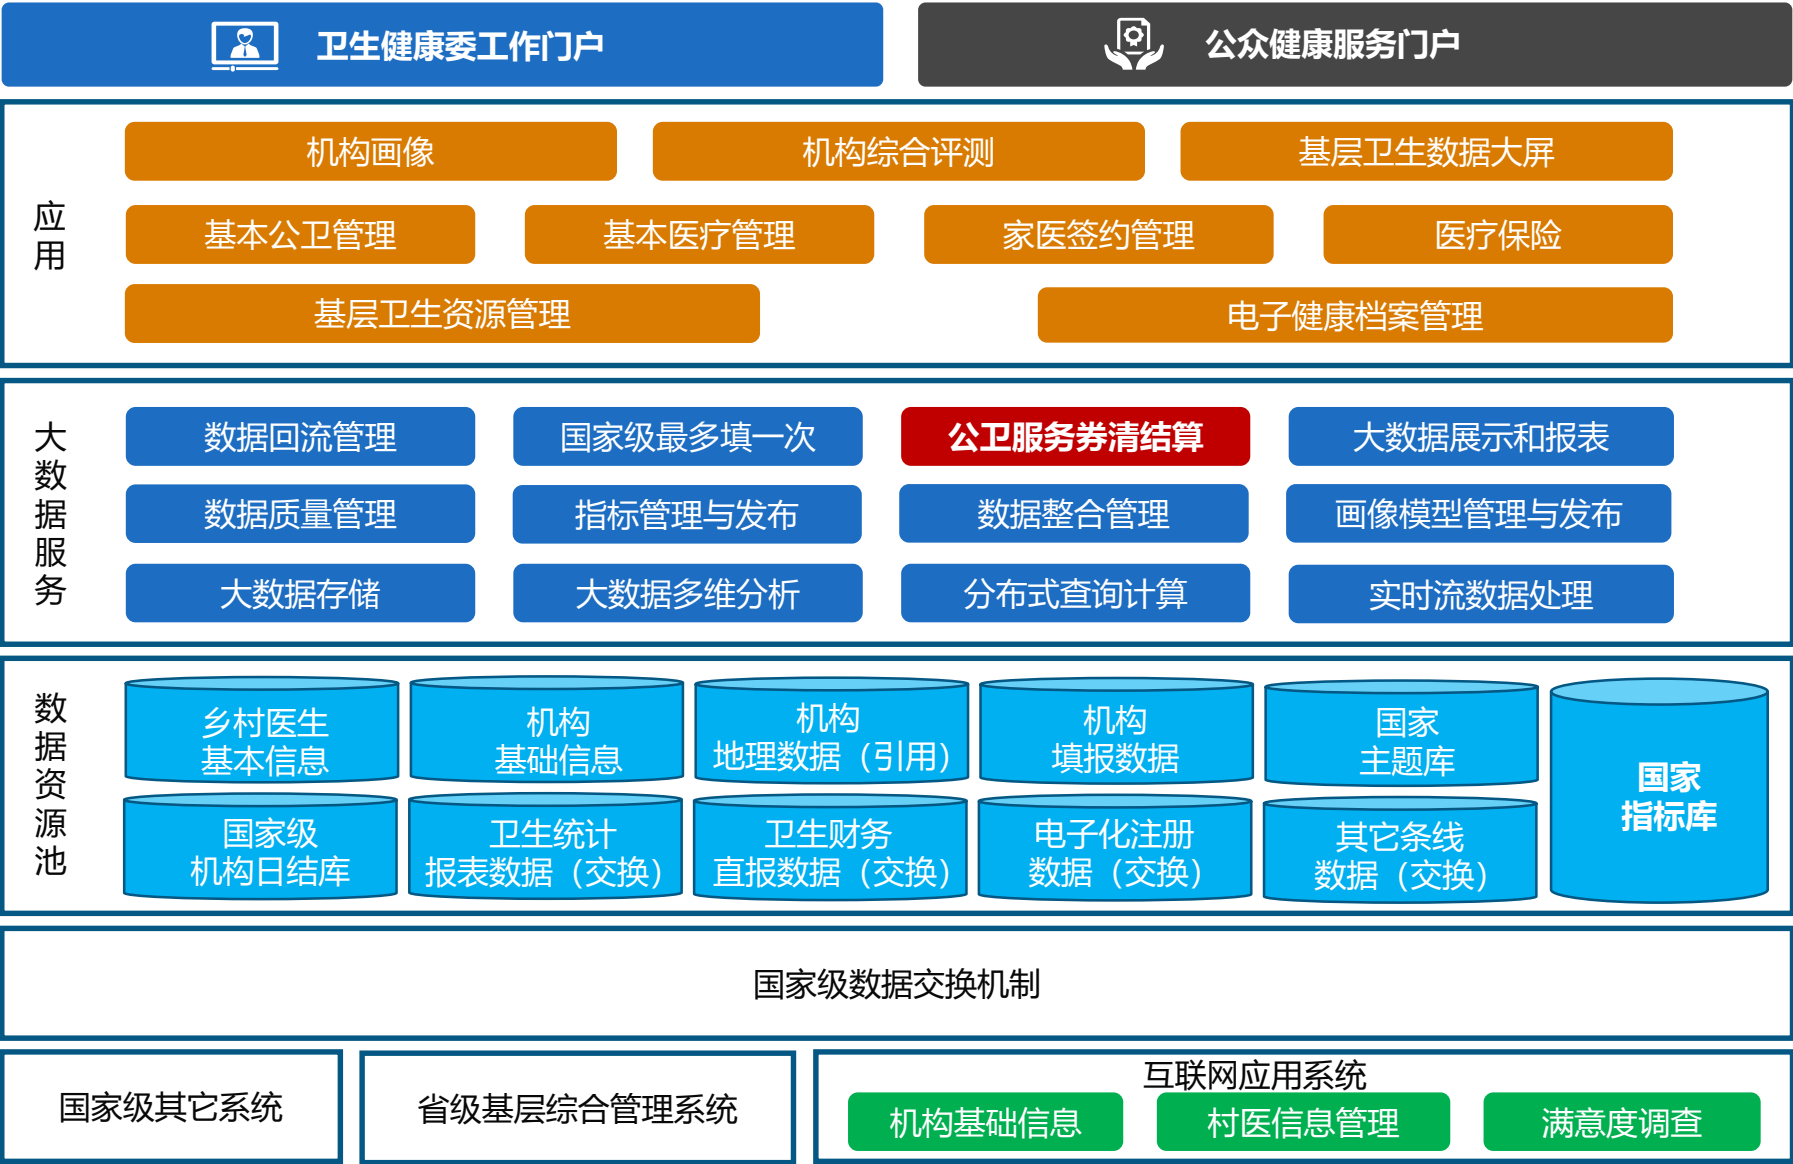 卫生健康委工作门户
公众健康服务门户
应用
机构画像
机构综合评测
基层卫生数据大屏
基本公卫管理
基本医疗管理
家医签约管理
医疗保险
基层卫生资源管理
电子健康档案管理
大数据服务
数据回流管理
国家级最多填一次
公卫服务券清结算
大数据展示和报表
数据质量管理
指标管理与发布
数据整合管理
画像模型管理与发布
大数据存储
大数据多维分析
分布式查询计算
实时流数据处理
数据资源池
乡村医生
基本信息
机构
基础信息
机构
地理数据（引用）
机构
填报数据
国家
主题库
国家
指标库
国家级
机构日结库
卫生统计
报表数据（交换）
卫生财务
直报数据（交换）
电子化注册
数据（交换）
其它条线
数据（交换）
国家级数据交换机制
国家级其它系统
省级基层综合管理系统
互联网应用系统
机构基础信息
村医信息管理
满意度调查